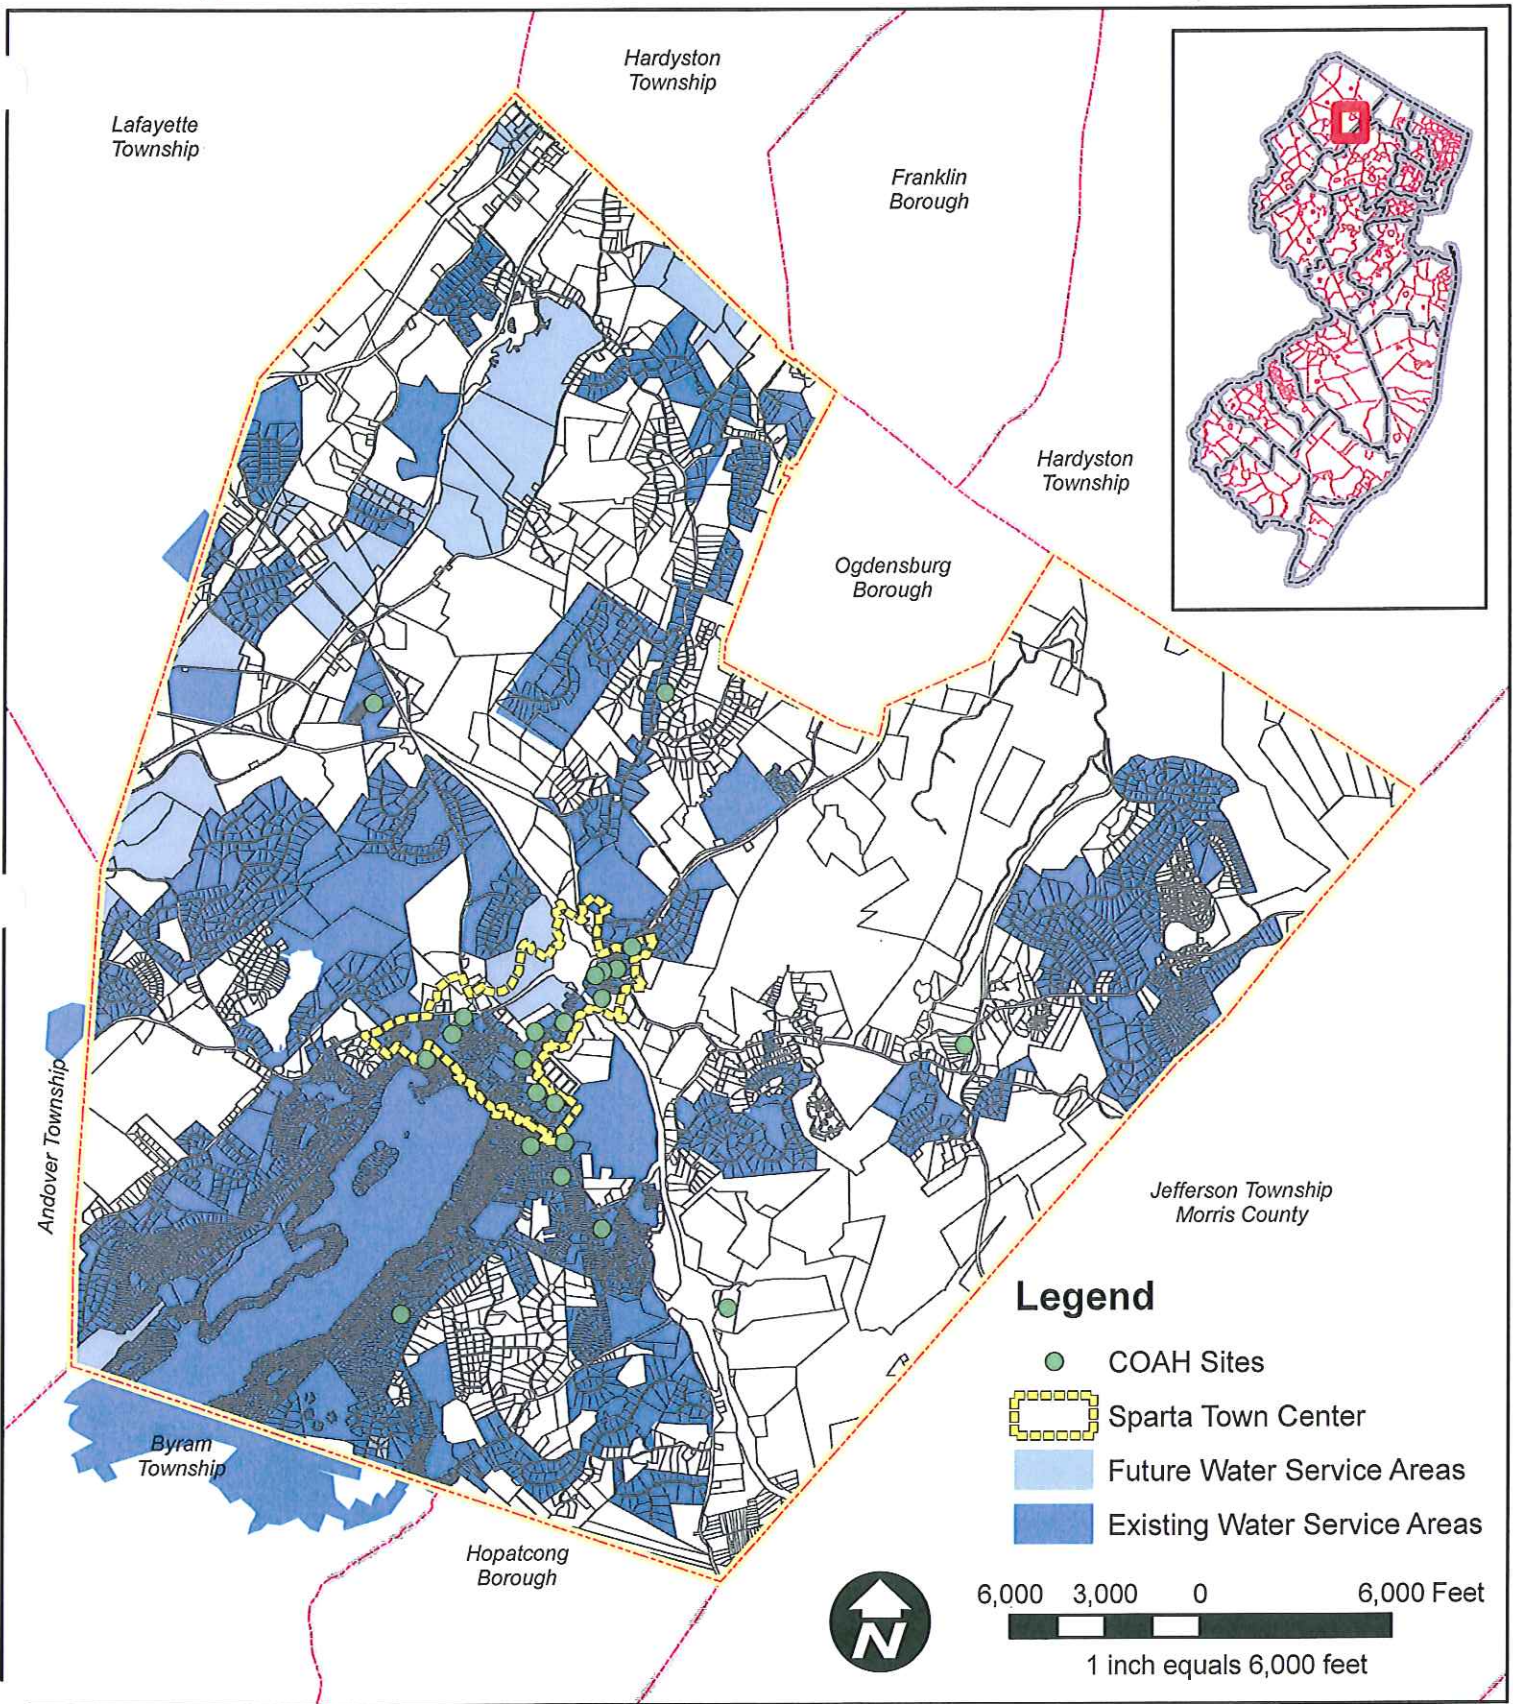 Hardyston
Township
Lafayette
Township
Franklin
Borough
Hardyston
Township
Ogdensburg
Borough
Andover Township
Jefferson Township
Morris County
Byram
Township
Hopatcong
Borough
Legend
COAH Sites
Sparta Town Center
Future Water Service Areas
Existing Water Service Areas
N
6,000 3,000 0 6,000 Feet
1 inch equals 6,000 feet